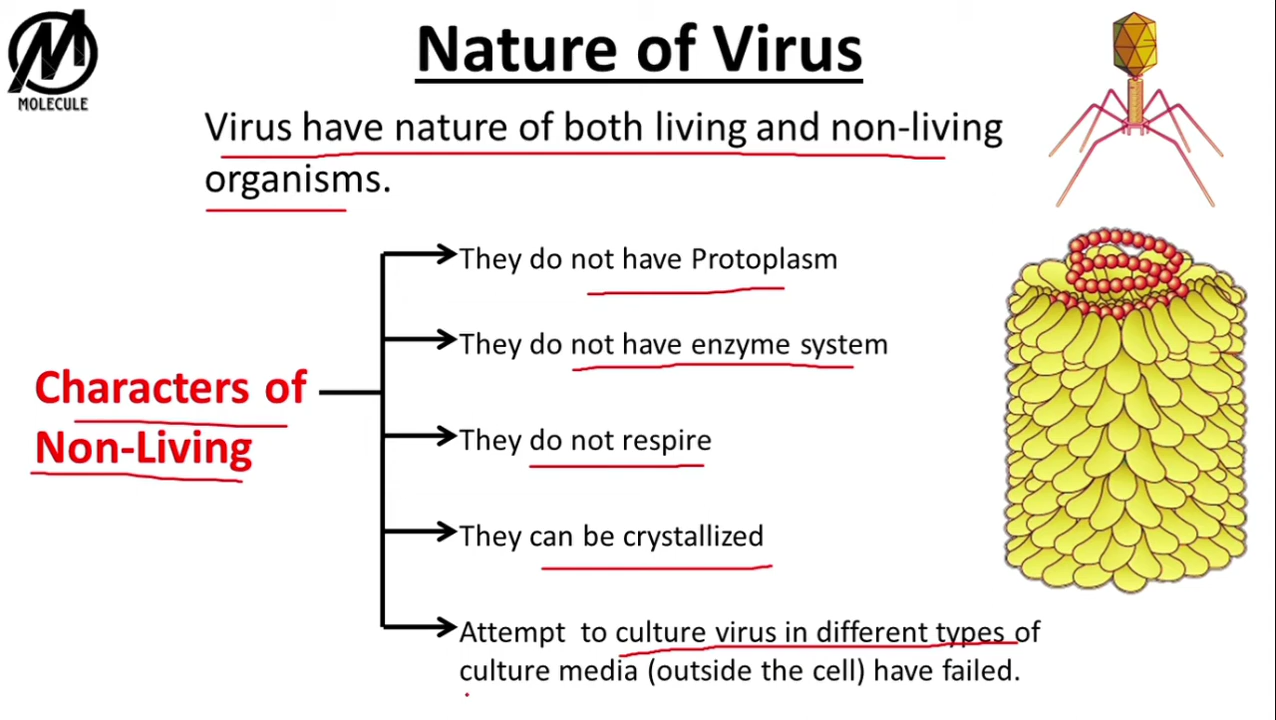 MOLECULE
Nature of Virus
Virus have nature of both living and non-living
organisms.
They do not have Protoplasm
They do not have enzyme system
Characters of
Non-Living
They do not respire
They can be crystallized
Attempt to culture virus in different types of
culture media (outside the cell) have failed.